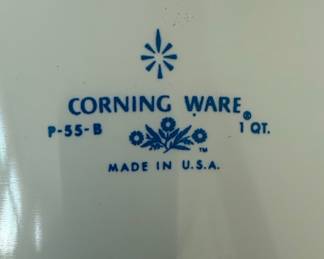 CORNING WARE®
P-55-B 1 QT.
TM
MADE IN U.S.A.